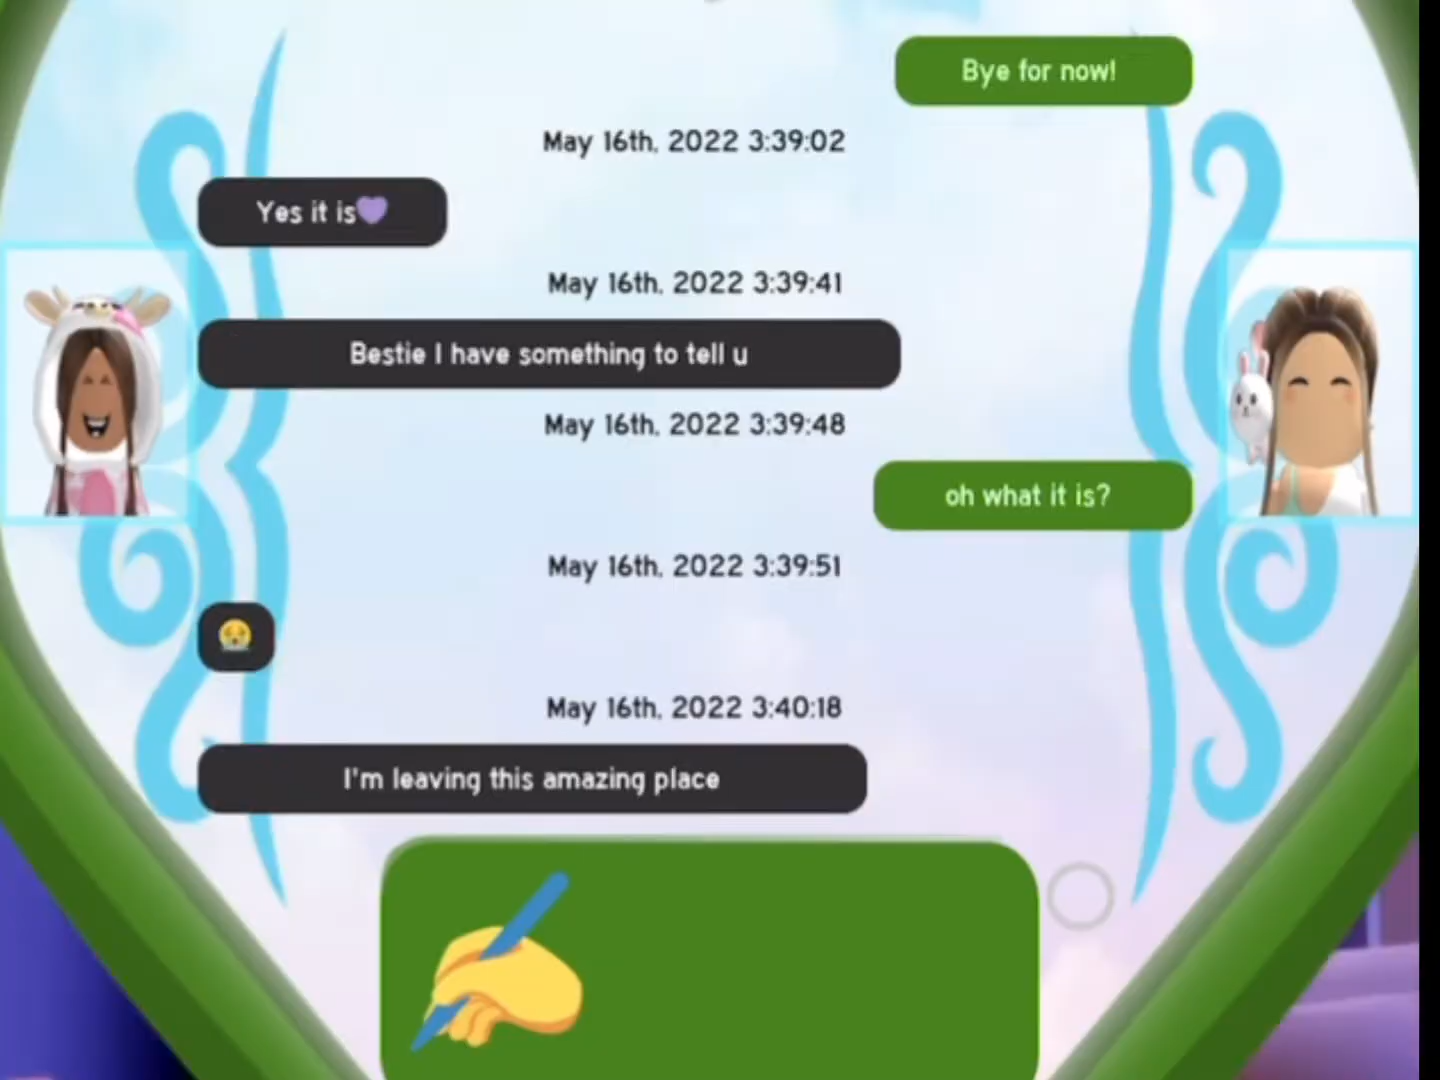 Bye for now!
May 16th, 2022 3:39:02
Yes it is💜
May 16th, 2022 3:39:41
Bestie I have something to tell u
May 16th, 2022 3:39:48
oh what it is?
May 16th, 2022 3:39:51
😭
May 16th, 2022 3:40:18
I'm leaving this amazing place